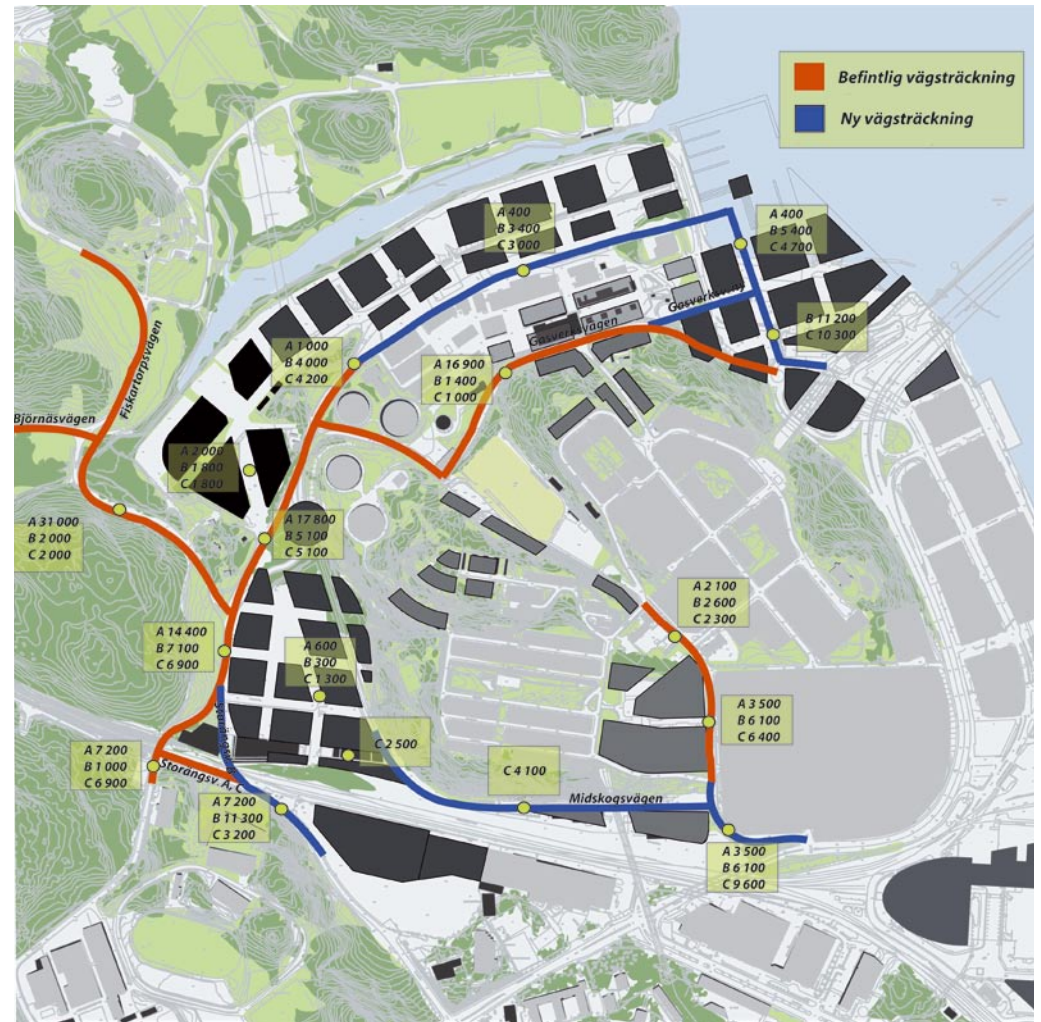 Befintlig vägsträckning
Ny vägsträckning
A 400
B 3 400
C 3 000
A 400
B 5 400
C 4 700
Gasverksv. ny
Gasverksvägen
B 11 200
C 10 300
A 1 000
B 4 000
C 4 200
A 16 900
B 1 400
C 1 000
Fiskartorpsvägen
Björnäsvägen
A 2 000
B 1 800
C 1 800
A 31 000
B 2 000
C 2 000
A 17 800
B 5 100
C 5 100
A 2 100
B 2 600
C 2 300
A 14 400
B 7 100
C 6 900
A 600
B 300
C 1 300
A 3 500
B 6 100
C 6 400
C 2 500
A 7 200
B 1 000
C 6 900
Storängsv. A, C
C 4 100
Midskogsvägen
A 7 200
B 11 300
C 3 200
A 3 500
B 6 100
C 9 600